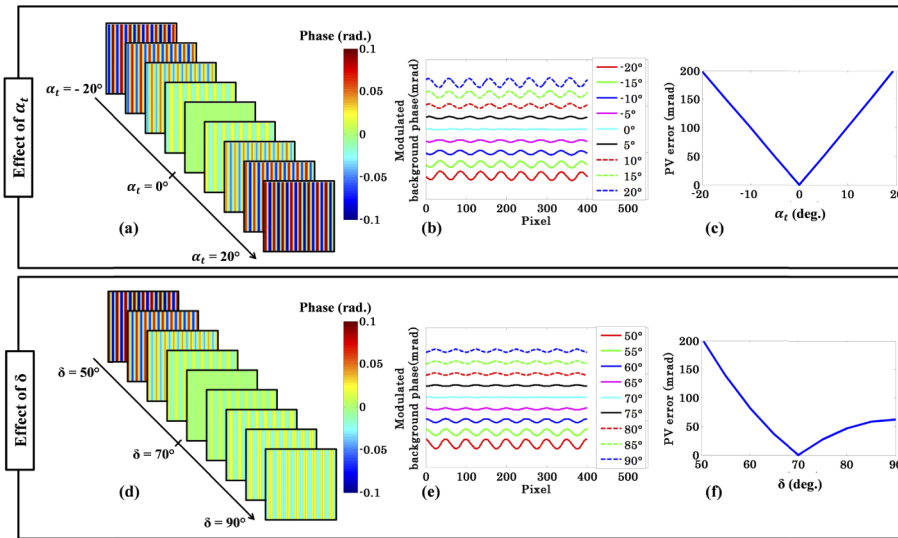 Effect of αt
αt = - 20°
αt = 0°
αt = 20°
(a)
Phase (rad.)
0.1
0.05
0
-0.05
-0.1
Modulated
background phase(mrad)
0 100 200 300 400 500
Pixel
(b)
-20°
-15°
-10°
-5°
0°
5°
10°
15°
20°
PV error (mrad)
200
150
100
50
0
-20 -10 0 10 20
αt (deg.)
(c)
Effect of δ
δ = 50°
δ = 70°
δ = 90°
(d)
Phase (rad.)
0.1
0.05
0
-0.05
-0.1
Modulated
background phase(mrad)
0 100 200 300 400 500
Pixel
(e)
50°
55°
60°
65°
70°
75°
80°
85°
90°
PV error (mrad)
200
150
100
50
0
50 60 70 80 90
δ (deg.)
(f)